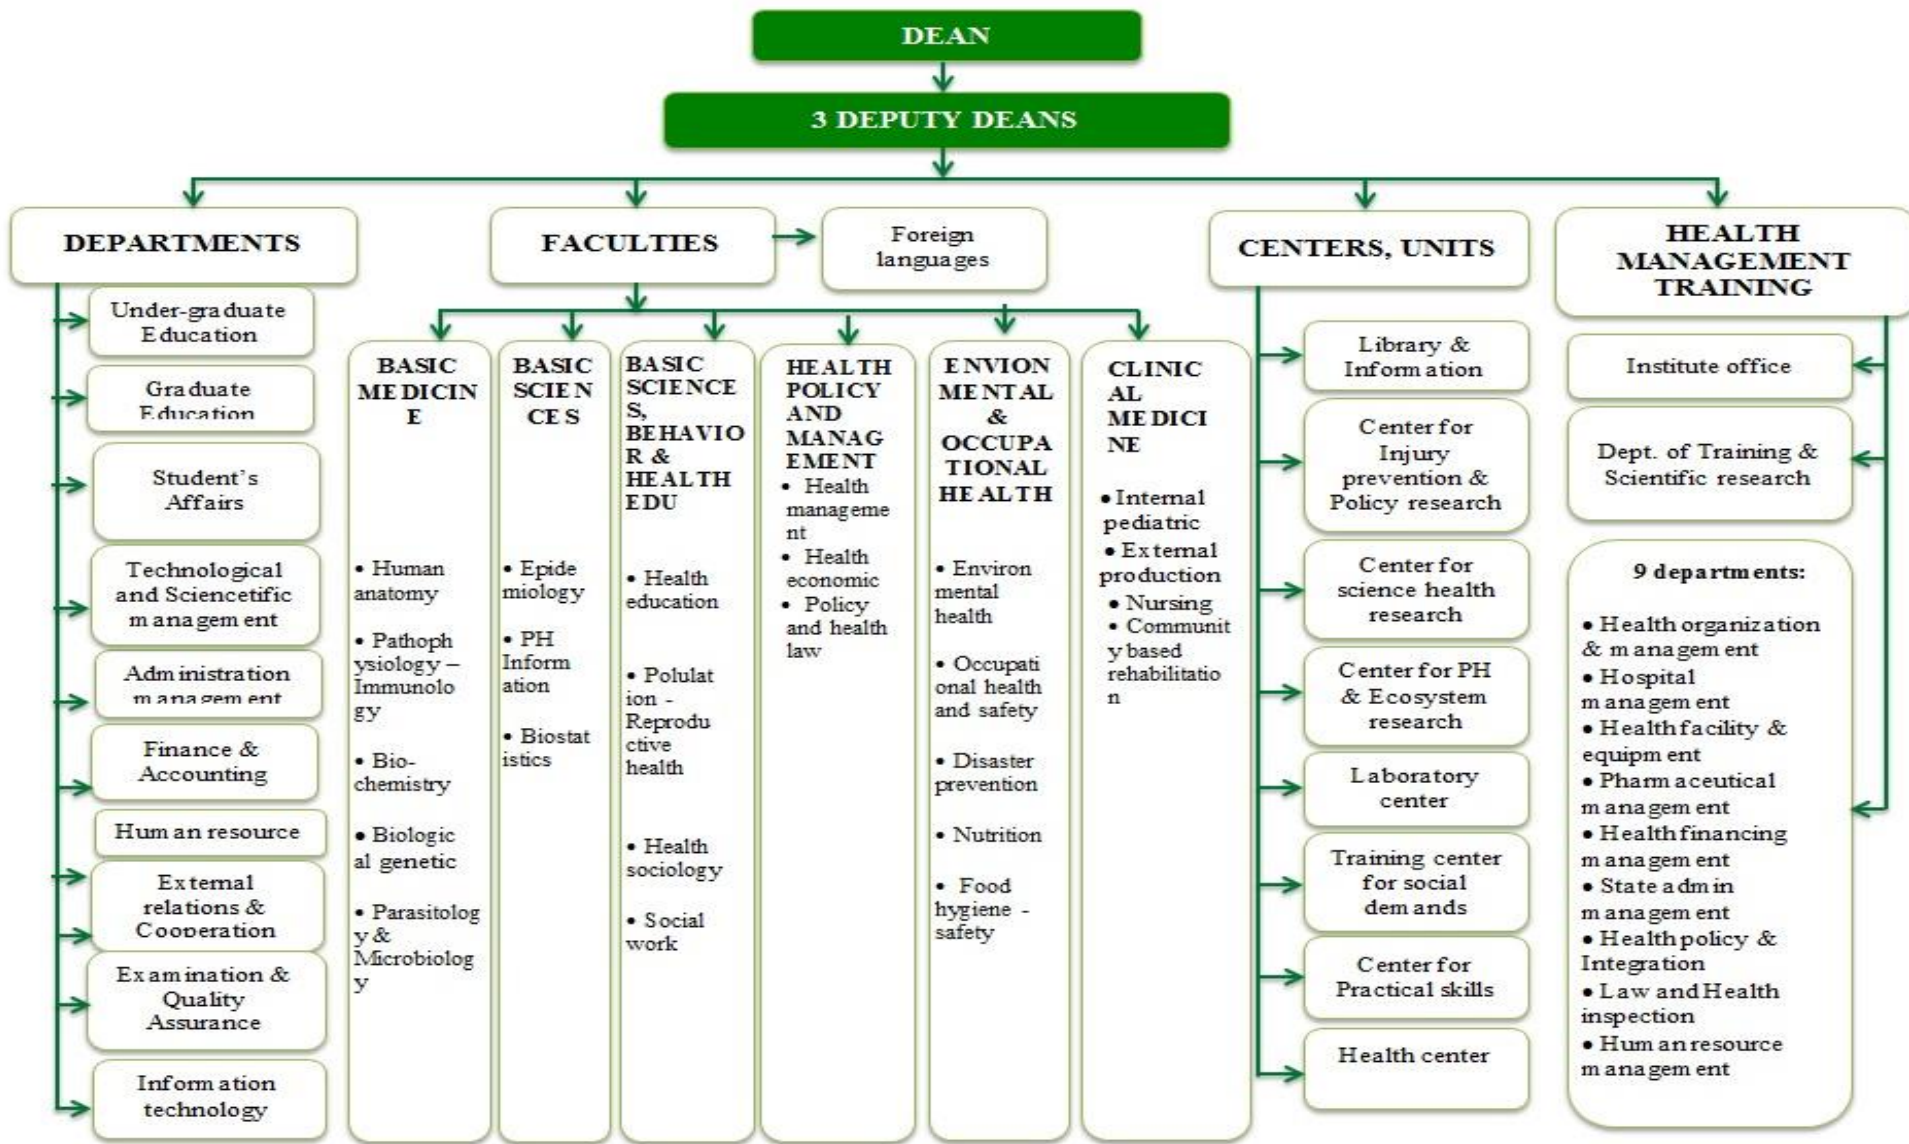 DEAN
3 DEPUTY DEANS
DEPARTMENTS
Under-graduate
Education
Graduate
Education
Student’s
Affairs
Technological
and Sciencetific
management
Administration
management
Finance &
Accounting
Human resource
External
relations &
Cooperation
Examination &
Quality
Assurance
Information
technology
FACULTIES
Foreign
languages
BASIC
MEDICIN
E
• Human
anatomy
• Pathoph
ysiology –
Immunolo
gy
• Bio-
chemistry
• Biologic
al genetic
• Parasitolog
y &
Microbiolog
y
BASIC
SCIEN
CES
• Epide
miology
• PH
Inform
ation
• Biostat
istics
BASIC
SCIENCE
S,
BEHAVIO
R &
HEALTH
EDU
• Health
education
• Polulat
ion -
Reprodu
ctive
health
• Health
sociology
• Social
work
HEALTH
POLICY
AND
MANAG
EMENT
• Health
manageme
nt
• Health
economic
• Policy
and health
law
ENVION
MENTAL
&
OCCUPA
TIONAL
HEALTH
• Environ
mental
health
• Occupati
onal health
and safety
• Disaster
prevention
• Nutrition
• Food
hygiene -
safety
CLINIC
AL
MEDICI
NE
• Internal
pediatric
• External
production
• Nursing
• Communit
y based
rehabilitatio
n
CENTERS, UNITS
Library &
Information
Center for
Injury
prevention &
Policy research
Center for
science health
research
Center for PH
& Ecosystem
research
Laboratory
center
Training center
for social
demands
Center for
Practical skills
Health center
HEALTH
MANAGEMENT
TRAINING
Institute office
Dept. of Training &
Scientific research
9 departments:
• Health organization
& management
• Hospital
management
• Health facility &
equipment
• Pharmaceutical
management
• Health financing
management
• State admin
management
• Health policy &
Integration
• Law and Health
inspection
• Human resource
management